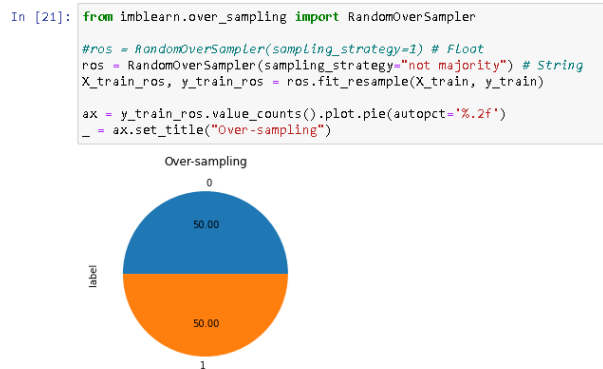 In [21]: from imblearn.over_sampling import RandomOverSampler
#ros = RandomOverSampler(sampling_strategy=1) # Float
ros = RandomOverSampler(sampling_strategy="not majority") # String
X_train_ros, y_train_ros = ros.fit_resample(X_train, y_train)
ax = y_train_ros.value_counts().plot.pie(autopct='%.2f')
_ = ax.set_title("Over-sampling")
Over-sampling
0
50.00
label
50.00
1